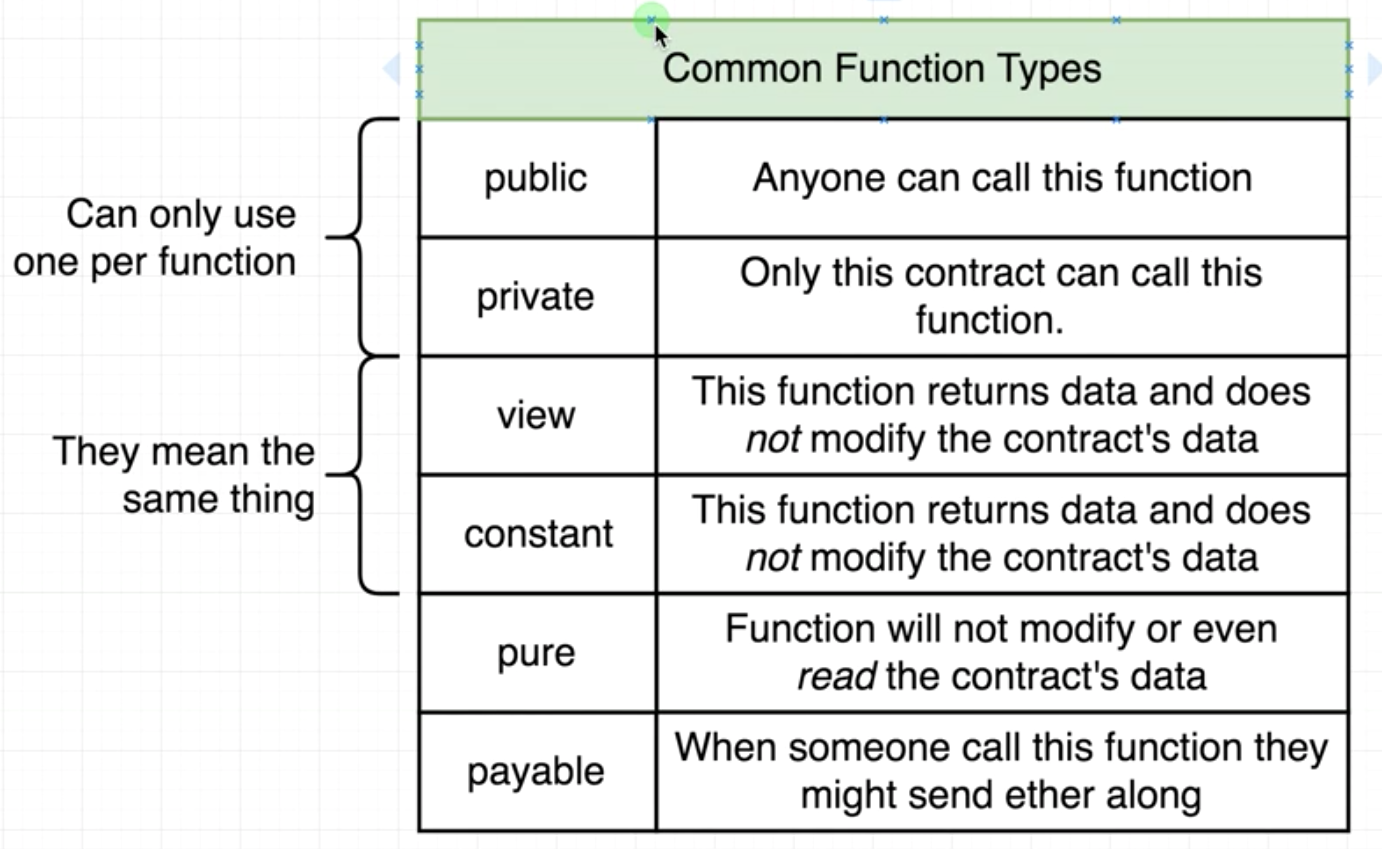 Common Function Types
public
Anyone can call this function
Can only use
one per function
private
Only this contract can call this
function.
view
This function returns data and does
not modify the contract's data
They mean the
same thing
constant
This function returns data and does
not modify the contract's data
pure
Function will not modify or even
read the contract's data
payable
When someone call this function they
might send ether along